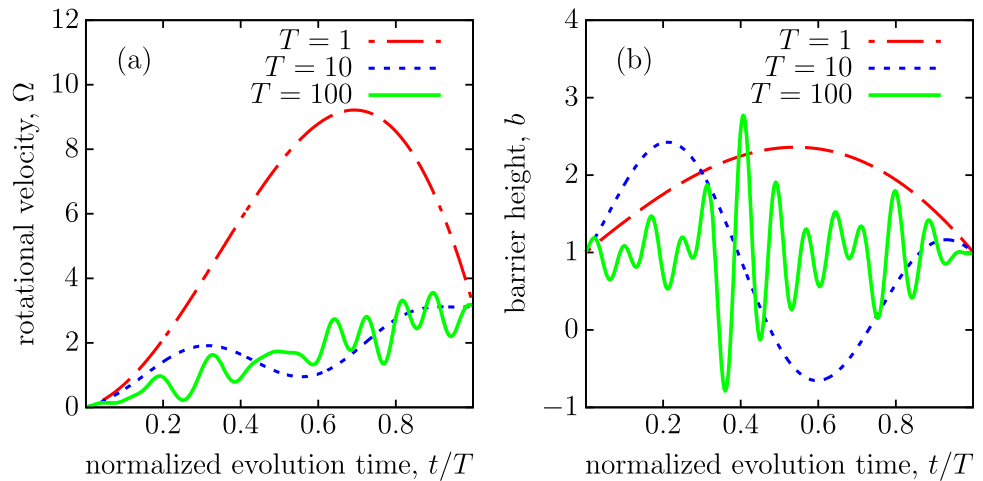 (a)
T = 1
T = 10
T = 100
12
10
8
6
4
2
0
0.2 0.4 0.6 0.8
rotational velocity, Ω
normalized evolution time, t/T
(b)
T = 1
T = 10
T = 100
4
3
2
1
0
−1
0.2 0.4 0.6 0.8
barrier height, b
normalized evolution time, t/T